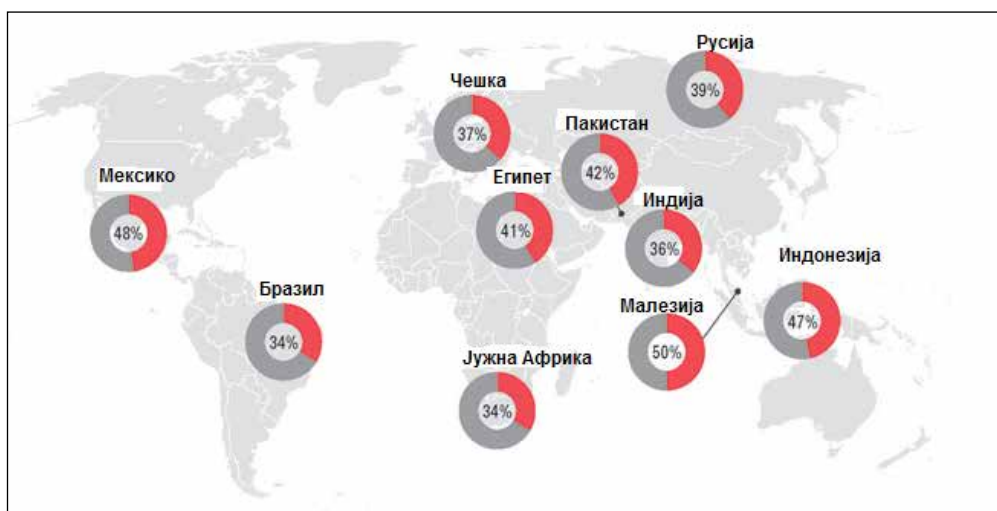 Русија
39%
Чешка
37%
Пакистан
42%
Мексико
48%
Египет
41%
Индија
36%
Индонезија
47%
Бразил
34%
Малезија
50%
Јужна Африка
34%